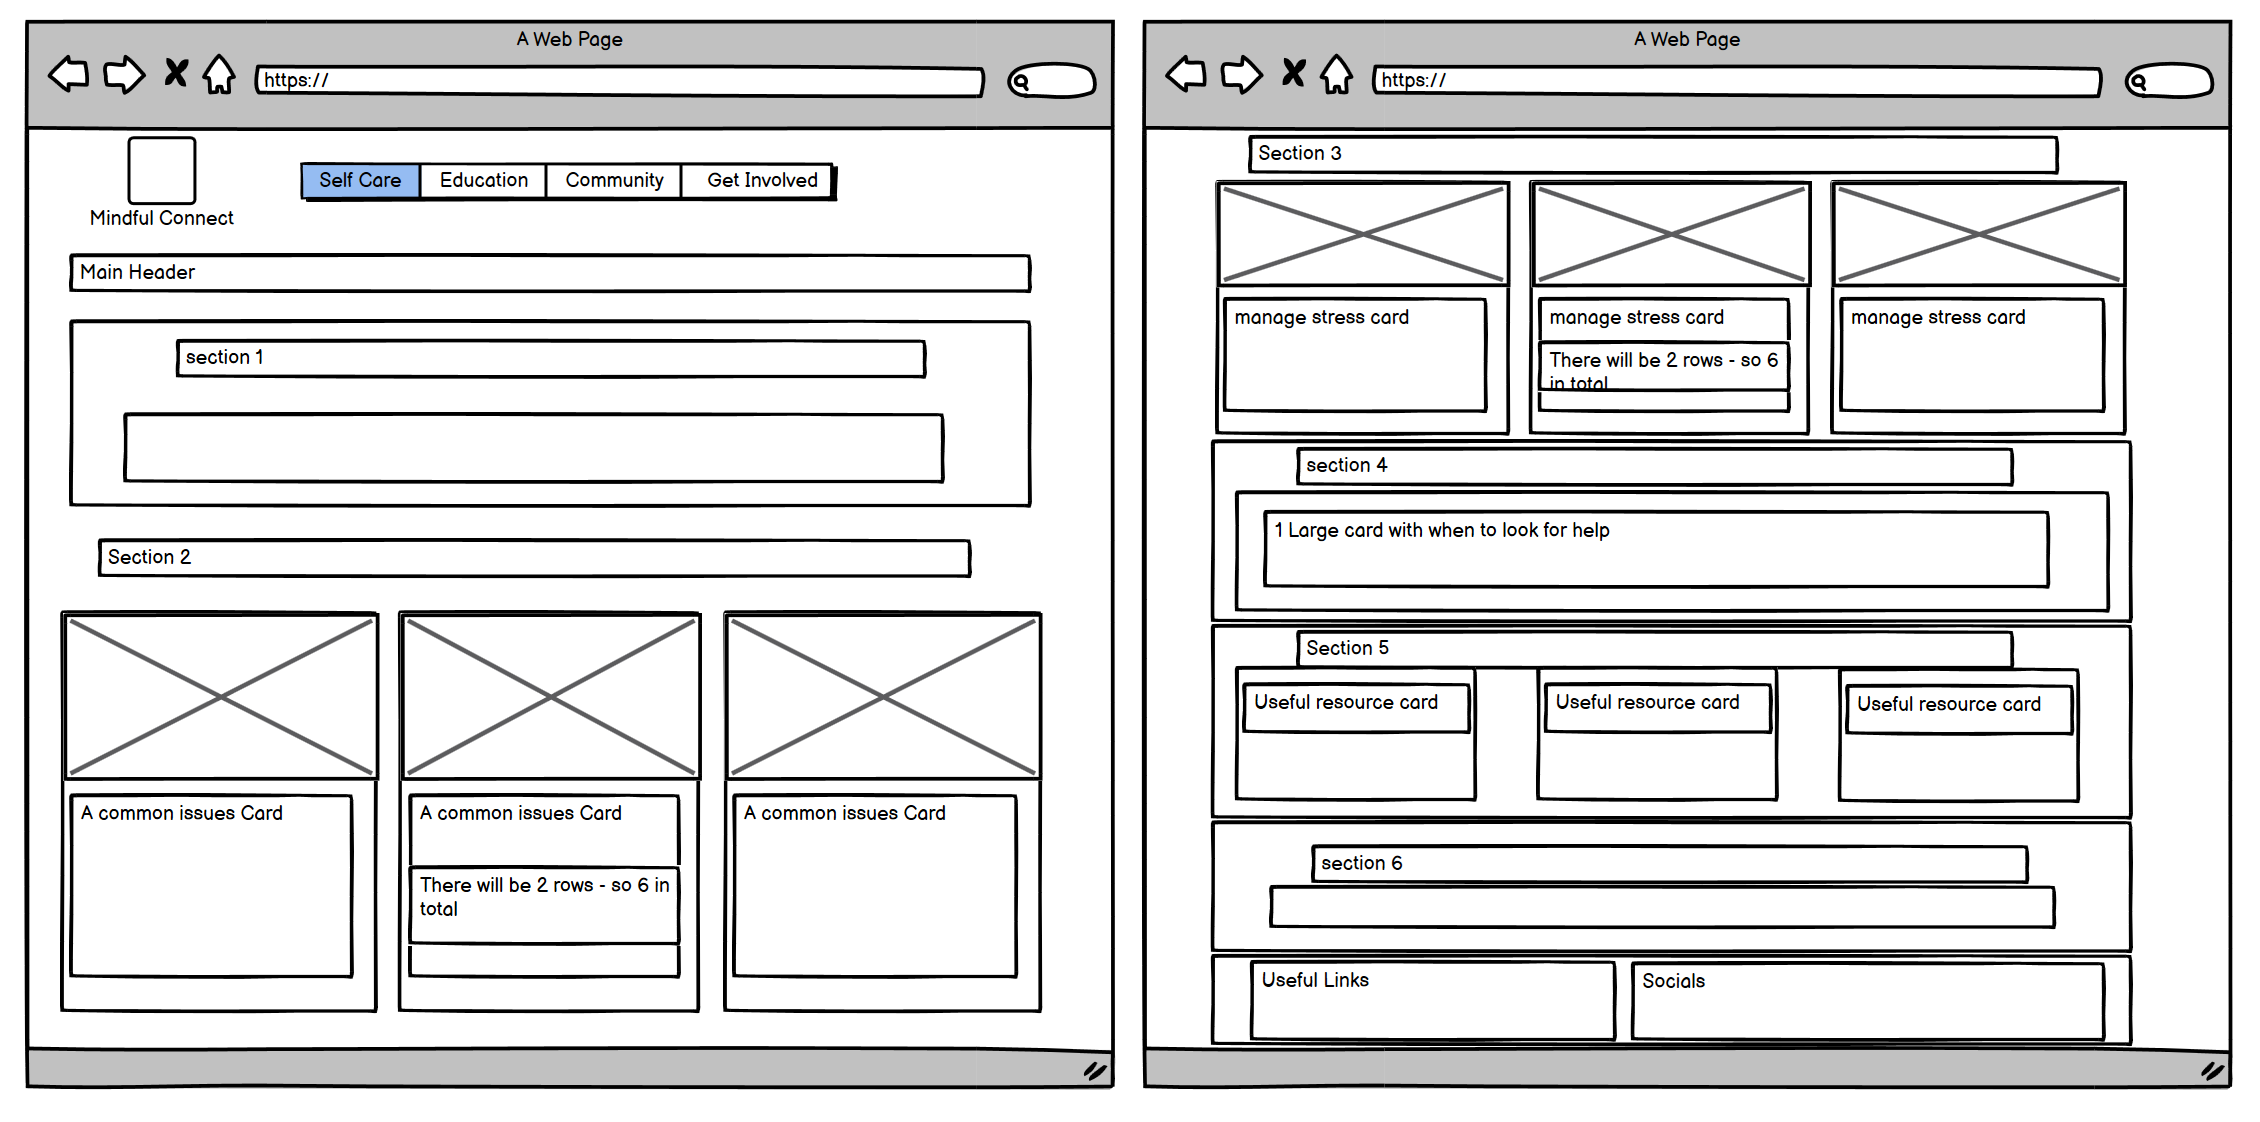 A Web Page
https://
Mindful Connect
Self Care
Education
Community
Get Involved
Main Header
section 1
Section 2
A common issues Card
A common issues Card
There will be 2 rows - so 6 in
total
A common issues Card
A Web Page
https://
Section 3
manage stress card
manage stress card
There will be 2 rows - so 6
in total
manage stress card
section 4
1 Large card with when to look for help
Section 5
Useful resource card
Useful resource card
Useful resource card
section 6
Useful Links
Socials